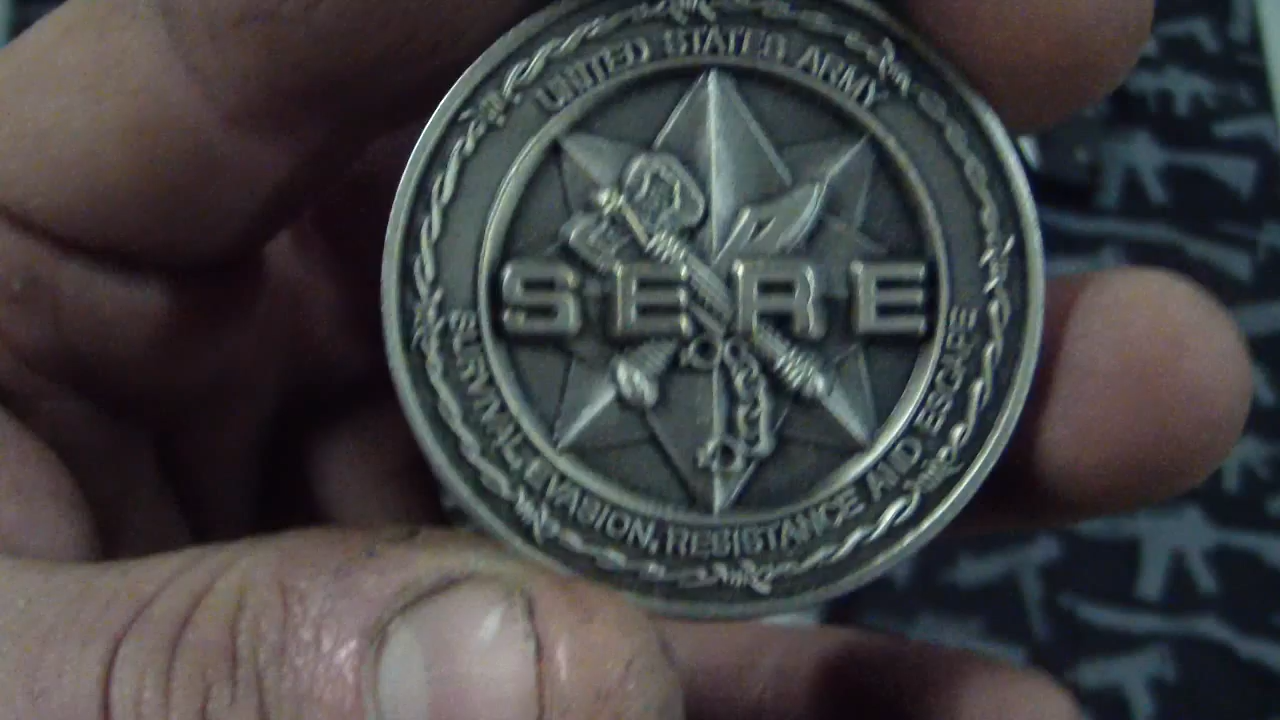 UNITED STATES ARMY
SERE
SURVIVAL, EVASION, RESISTANCE AND ESCAPE